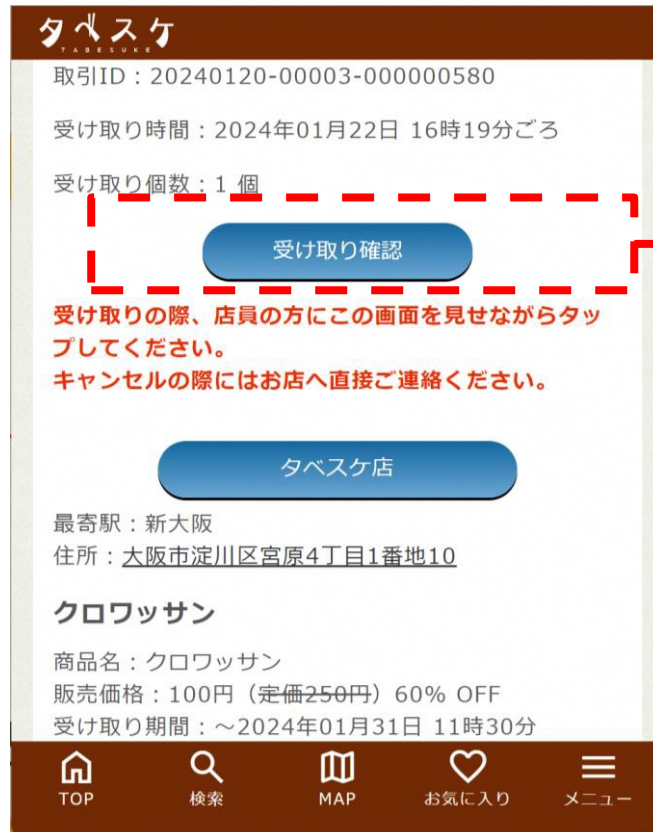 タベスケ
TABESUKE
取引ID：20240120-00003-000000580
受け取り時間：2024年01月22日 16時19分ごろ
受け取り個数：1 個
受け取り確認
受け取りの際、店員の方にこの画面を見せながらタッ
プしてください。
キャンセルの際にはお店へ直接ご連絡ください。
タベスケ店
最寄駅：新大阪
住所：大阪市淀川区宮原4丁目1番地10
クロワッサン
商品名：クロワッサン
販売価格：100円（定価250円）60% OFF
受け取り期間：～2024年01月31日 11時30分
TOP 検索 MAP お気に入り メニュー